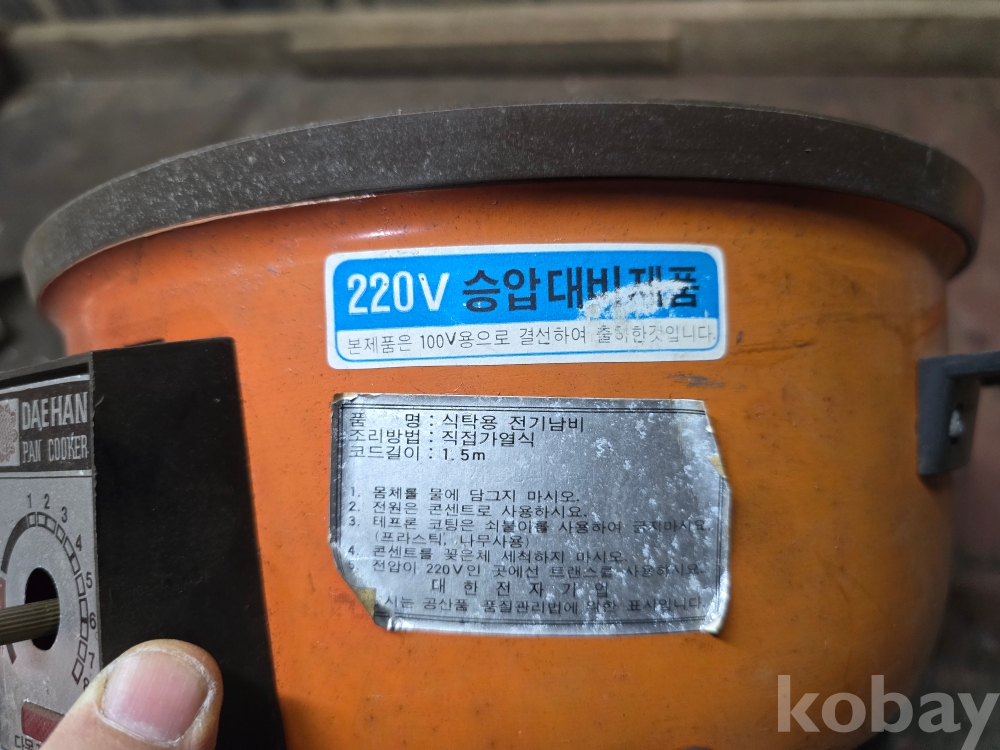 220V 승압대비제품
본제품은 100V용으로 결선하여 출하한것입니다.
품 명 : 식탁용 전기남비
조리방법 : 직접가열식
코드길이 : 1.5m
1. 몸체를 물에 담그지 마시오.
2. 전원은 콘센트로 사용하시요.
3. 테프론 코팅은 쇠붙이를 사용하여 긁지마시요
(프라스틱, 나무사용)
4. 콘센트를 꽂은체 세척하지 마시오.
5. 전압이 220V인 곳에선 트랜스를 사용하시요.
대 한 전 자 기 업
시는 공산품 품질관리법에 의한 표시입니다.
DAEHAN
PAN COOKER
1 2 3 4 5 6 7 8
kobay